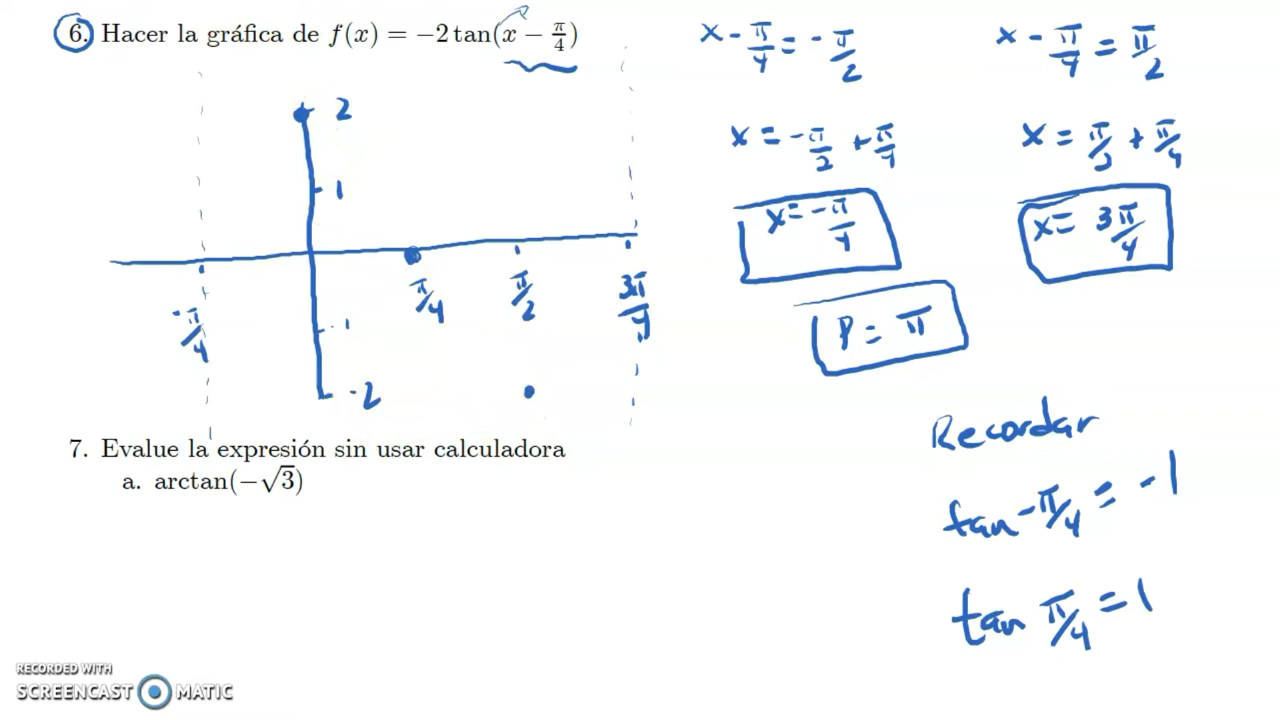 6. Hacer la gráfica de f(x) = −2 tan(x − π/4)
2
1
-π/4
π/4
π/2
3π/4
-1
-2
x - π/4 = -π/2
x = -π/2 + π/4
x = -π/4
x - π/4 = π/2
x = π/2 + π/4
x = 3π/4
P = π
Recordar
tan -π/4 = -1
tan π/4 = 1
7. Evalue la expresión sin usar calculadora
a. arctan(−√3)
RECORDED WITH
SCREENCAST MATIC